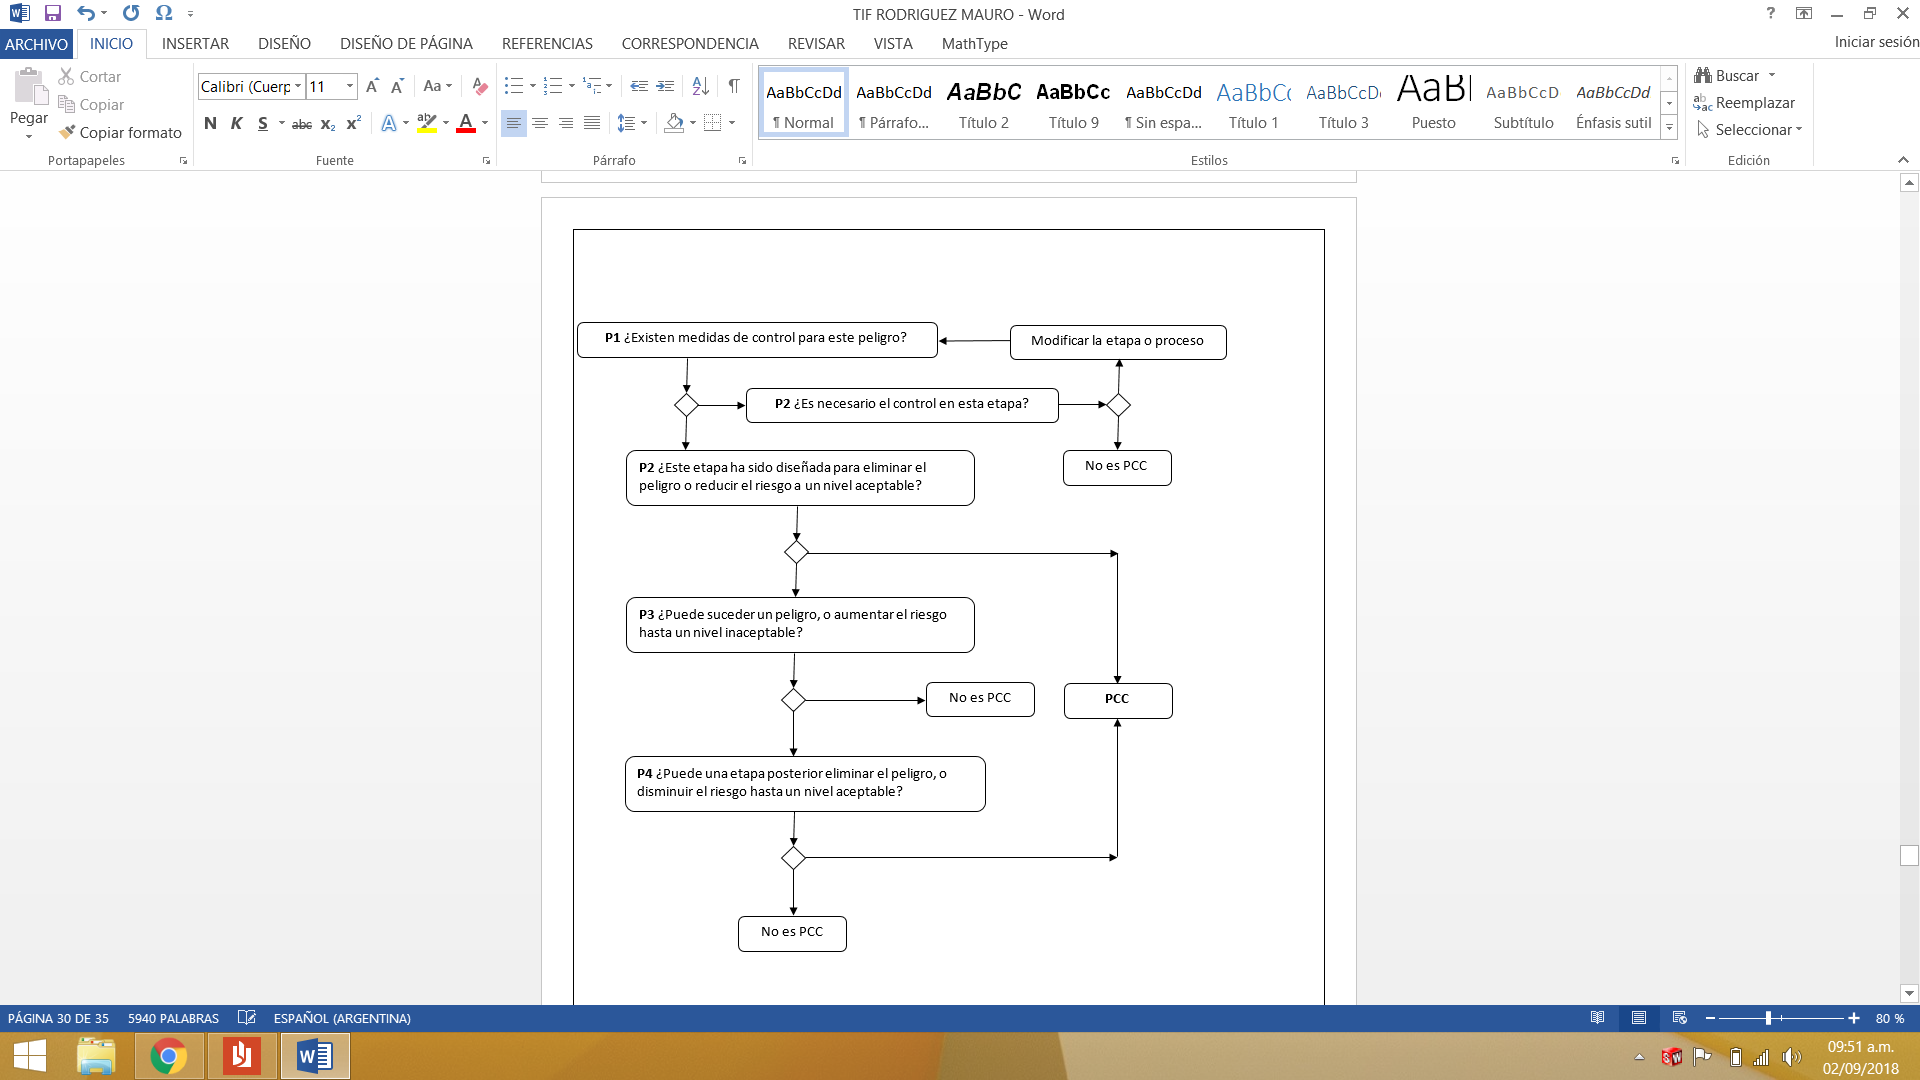 TIF RODRIGUEZ MAURO - Word
ARCHIVO INICIO INSERTAR DISEÑO DISEÑO DE PÁGINA REFERENCIAS CORRESPONDENCIA REVISAR VISTA MathType Iniciar sesión
Pegar
Cortar
Copiar
Copiar formato
Portapapeles
Calibri (Cuerp 11
N K S abc x₂ x²
Fuente
Párrafo
AaBbCcDd AaBbCcDd AaBbC AaBbCc AaBbCcDd AaBbCc AaBbCcDc AaBl AaBbCcD AaBbCcDd
¶ Normal ¶ Párrafo... Título 2 Título 9 ¶ Sin espa... Título 1 Título 3 Puesto Subtítulo Énfasis sutil
Estilos
Buscar
Reemplazar
Seleccionar
Edición
P1 ¿Existen medidas de control para este peligro?
Modificar la etapa o proceso
P2 ¿Es necesario el control en esta etapa?
P2 ¿Este etapa ha sido diseñada para eliminar el
peligro o reducir el riesgo a un nivel aceptable?
No es PCC
P3 ¿Puede suceder un peligro, o aumentar el riesgo
hasta un nivel inaceptable?
No es PCC
PCC
P4 ¿Puede una etapa posterior eliminar el peligro, o
disminuir el riesgo hasta un nivel aceptable?
No es PCC
PÁGINA 30 DE 35 5940 PALABRAS ESPAÑOL (ARGENTINA) 80 %
09:51 a.m.
02/09/2018